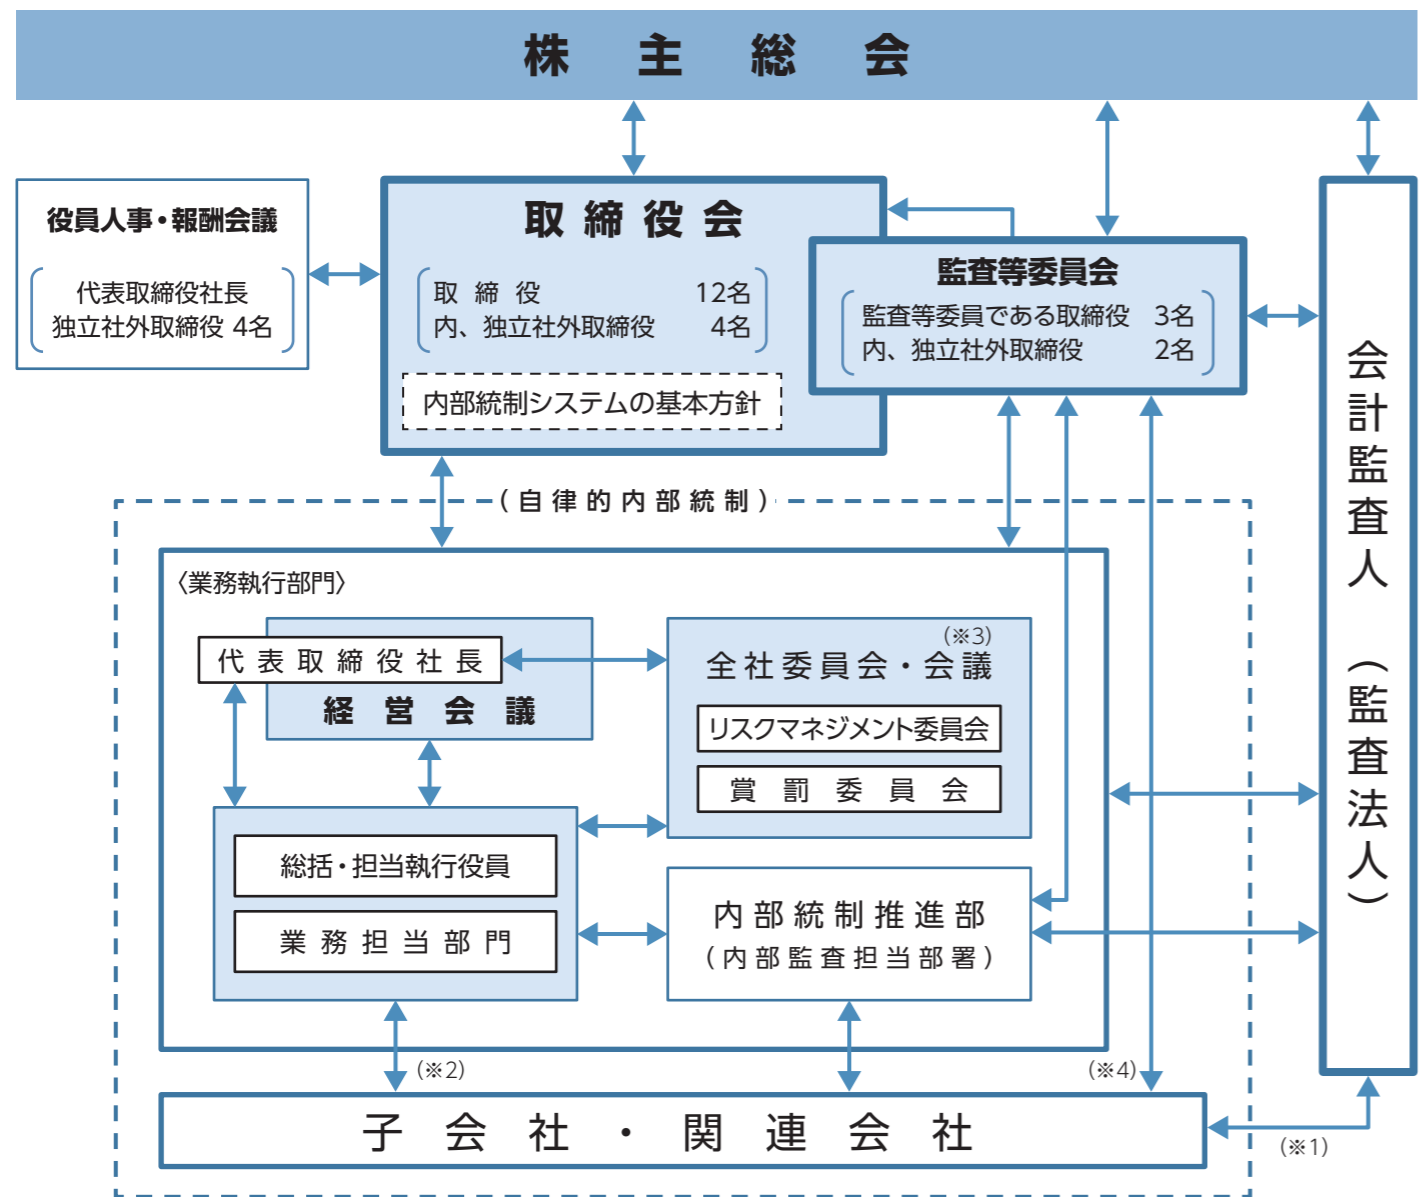 株主総会
役員人事・報酬会議
代表取締役社長
独立社外取締役 4名
取締役会
取締役 12名
内、独立社外取締役 4名
内部統制システムの基本方針
監査等委員会
監査等委員である取締役 3名
内、独立社外取締役 2名
会計監査人（監査法人）
（自律的内部統制）
〈業務執行部門〉
代表取締役社長
経営会議
（※3）
全社委員会・会議
リスクマネジメント委員会
賞罰委員会
総括・担当執行役員
業務担当部門
内部統制推進部
（内部監査担当部署）
（※2）
（※4）
子会社・関連会社
（※1）